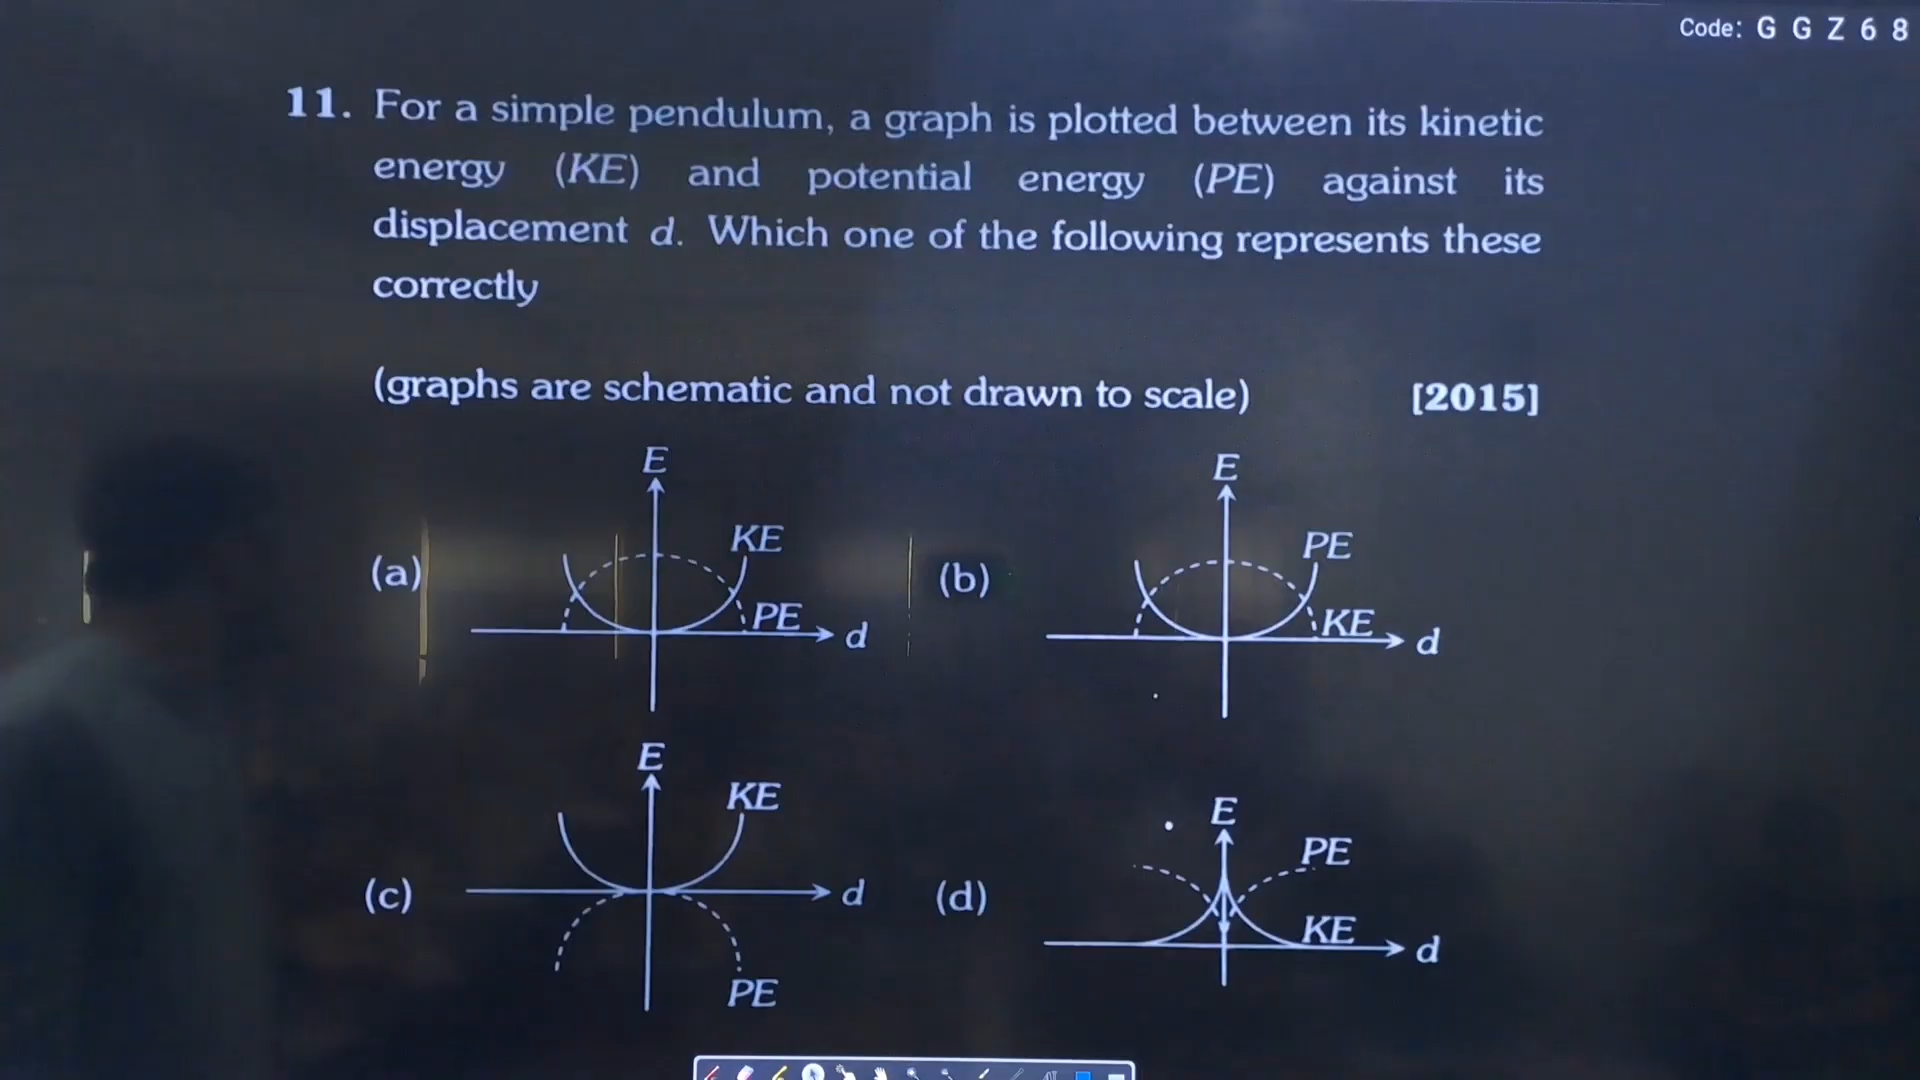 Code: G G Z 6 8
11. For a simple pendulum, a graph is plotted between its kinetic
energy (KE) and potential energy (PE) against its
displacement d. Which one of the following represents these
correctly
(graphs are schematic and not drawn to scale) [2015]
(a) E KE PE d
(b) E PE KE d
(c) E KE d PE
(d) E PE KE d